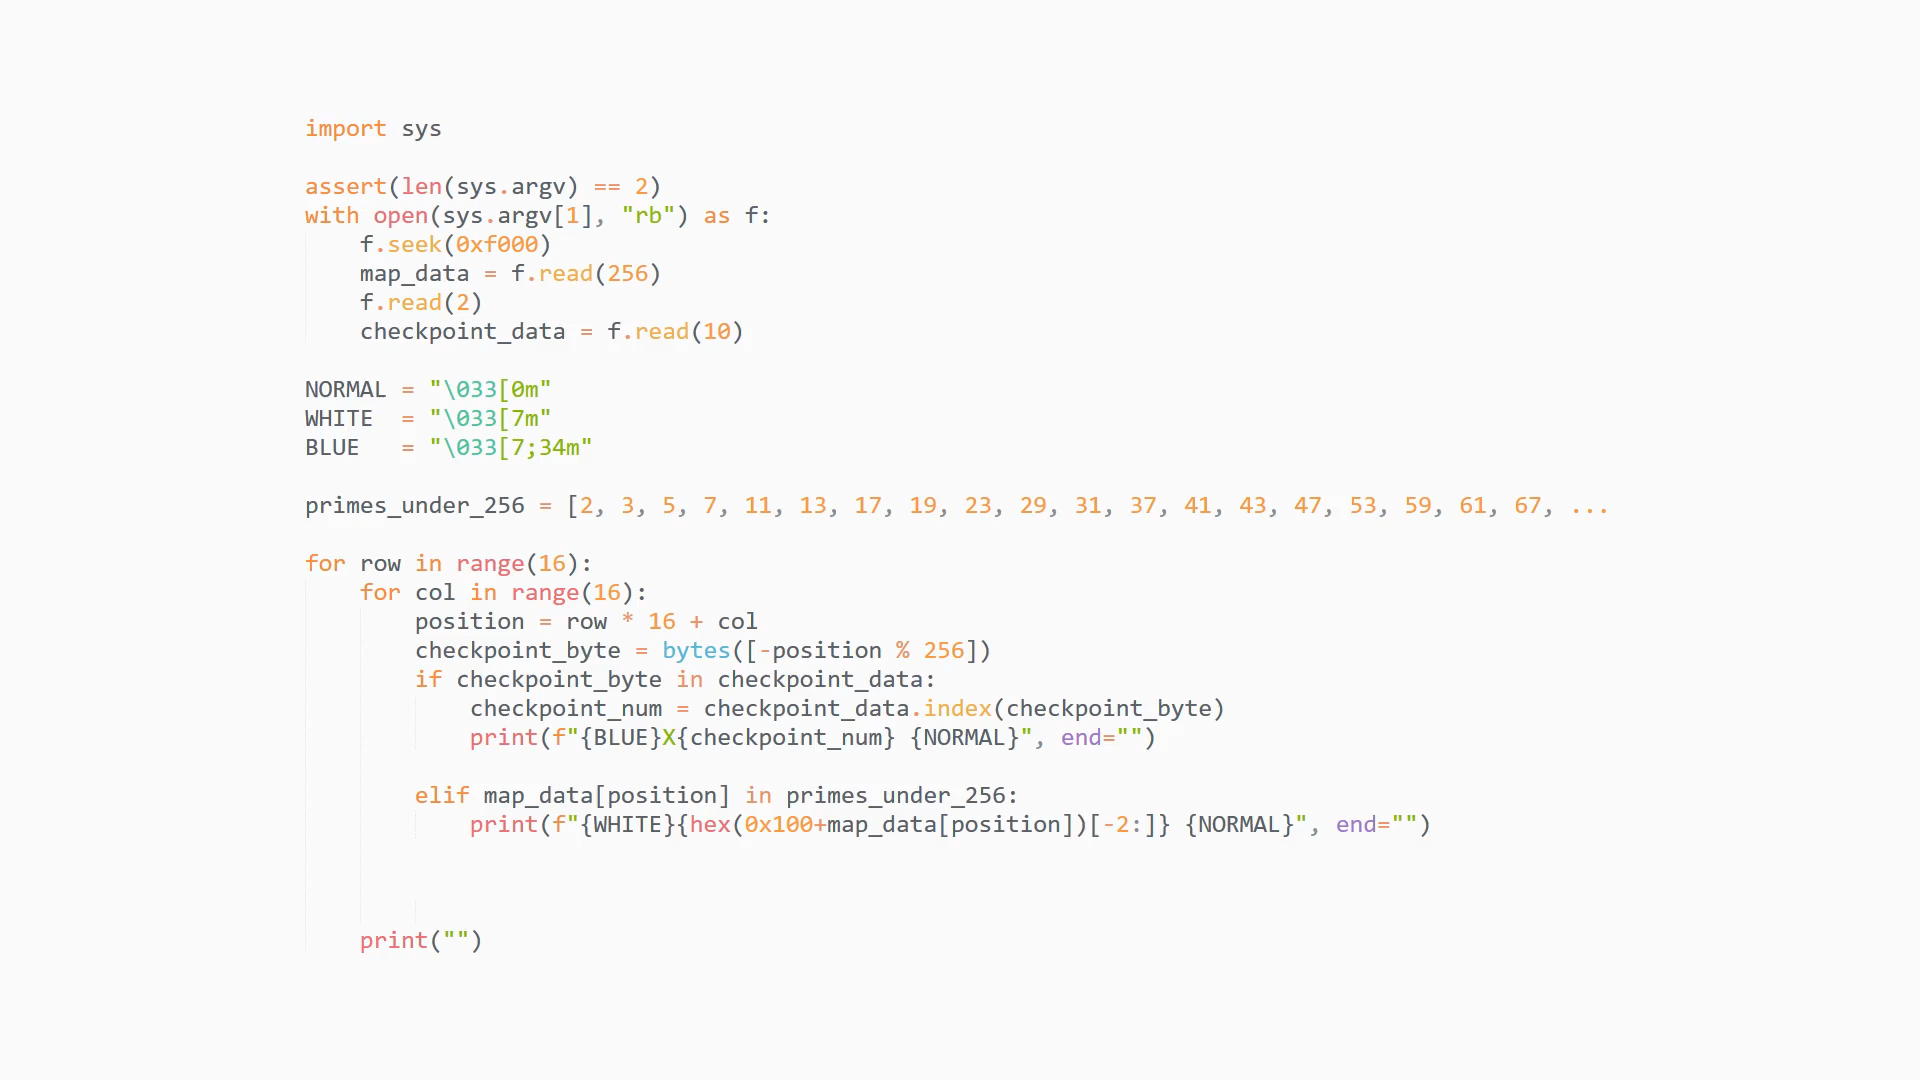 import sys

assert(len(sys.argv) == 2)
with open(sys.argv[1], "rb") as f:
    f.seek(0xf000)
    map_data = f.read(256)
    f.read(2)
    checkpoint_data = f.read(10)

NORMAL = "\033[0m"
WHITE  = "\033[7m"
BLUE   = "\033[7;34m"

primes_under_256 = [2, 3, 5, 7, 11, 13, 17, 19, 23, 29, 31, 37, 41, 43, 47, 53, 59, 61, 67, ...

for row in range(16):
    for col in range(16):
        position = row * 16 + col
        checkpoint_byte = bytes([-position % 256])
        if checkpoint_byte in checkpoint_data:
            checkpoint_num = checkpoint_data.index(checkpoint_byte)
            print(f"{BLUE}X{checkpoint_num} {NORMAL}", end="")

        elif map_data[position] in primes_under_256:
            print(f"{WHITE}{hex(0x100+map_data[position])[-2:]} {NORMAL}", end="")

    print("")